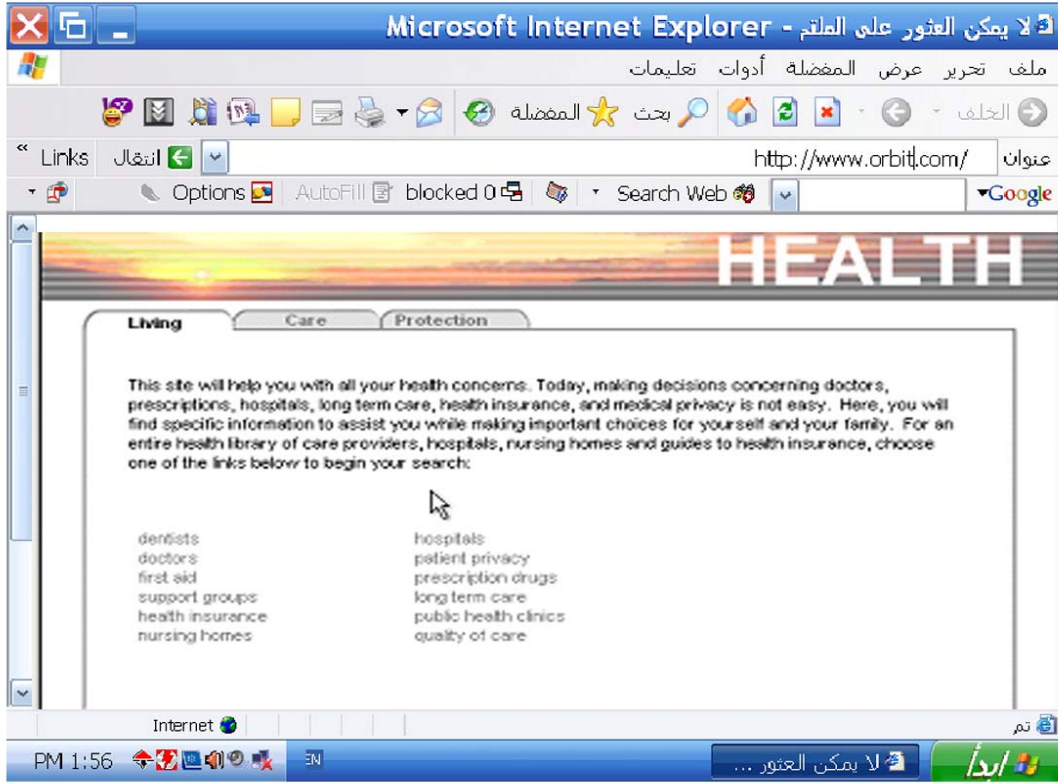 لا يمكن العثور على الملتم - Microsoft Internet Explorer
ملف تحرير عرض المفضلة أدوات تعليمات
الخلف بحث المفضلة
عنوان http://www.orbit.com/ انتقال Links
Google Search Web blocked 0 AutoFill Options
HEALTH
Living Care Protection
This site will help you with all your health concerns. Today, making decisions concerning doctors,
prescriptions, hospitals, long term care, health insurance, and medical privacy is not easy. Here, you will
find specific information to assist you while making important choices for yourself and your family. For an
entire health library of care providers, hospitals, nursing homes and guides to health insurance, choose
one of the links below to begin your search:
dentists hospitals
doctors patient privacy
first aid prescription drugs
support groups long term care
health insurance public health clinics
nursing homes quality of care
تم Internet
ابدأ لا يمكن العثور ... EN PM 1:56